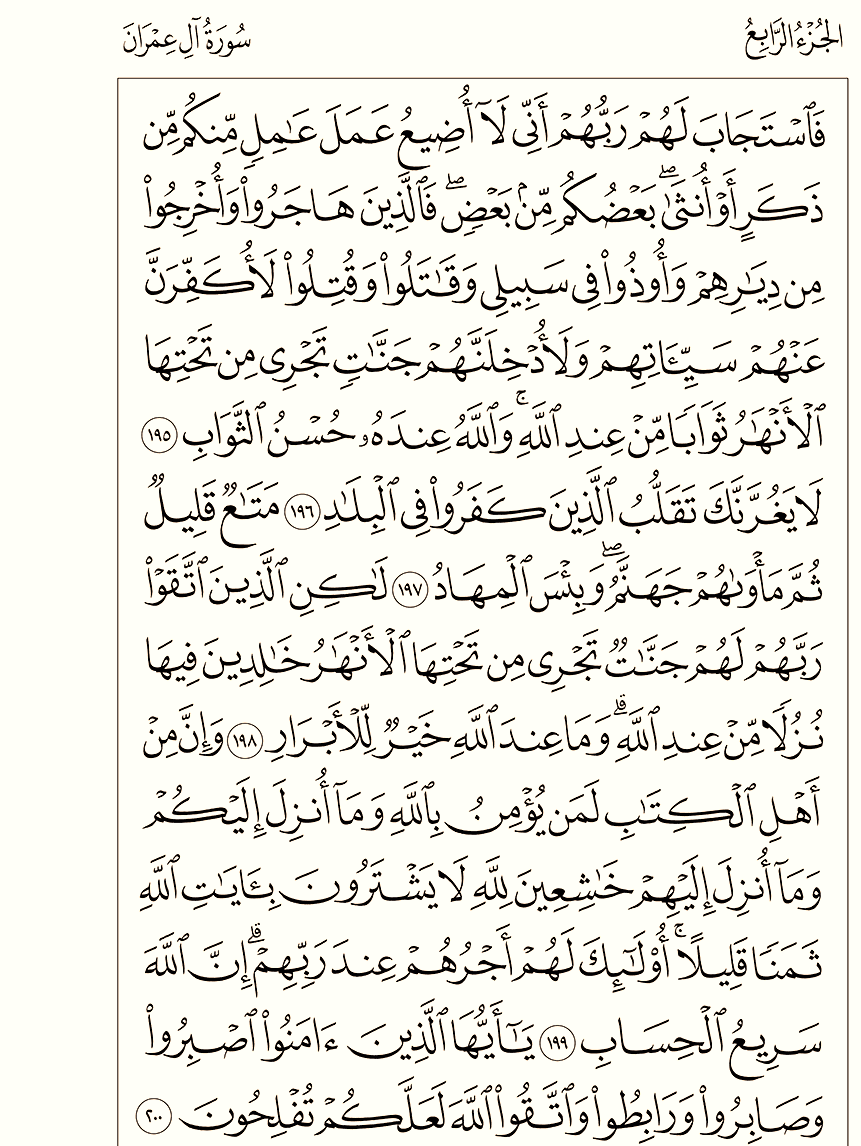 الجُزْءُ الرَّابِعُ
سُورَةُ آلِ عِمْرَانَ
فَٱسْتَجَابَ لَهُمْ رَبُّهُمْ أَنِّى لَآ أُضِيعُ عَمَلَ عَـٰمِلٍ مِّنكُم مِّن
ذَكَرٍ أَوْ أُنثَىٰ ۖ بَعْضُكُم مِّنۢ بَعْضٍ ۖ فَٱلَّذِينَ هَاجَرُوا۟ وَأُخْرِجُوا۟
مِن دِيَـٰرِهِمْ وَأُوذُوا۟ فِى سَبِيلِى وَقَـٰتَلُوا۟ وَقُتِلُوا۟ لَأُكَفِّرَنَّ
عَنْهُمْ سَيِّـَٔاتِهِمْ وَلَأُدْخِلَنَّهُمْ جَنَّـٰتٍ تَجْرِى مِن تَحْتِهَا
ٱلْأَنْهَـٰرُ ثَوَابًا مِّنْ عِندِ ٱللَّهِ ۚ وَٱللَّهُ عِندَهُۥ حُسْنُ ٱلثَّوَابِ ١٩٥
لَا يَغُرَّنَّكَ تَقَلُّبُ ٱلَّذِينَ كَفَرُوا۟ فِى ٱلْبِلَـٰدِ ١٩٦ مَتَـٰعٌ قَلِيلٌ
ثُمَّ مَأْوَىٰهُمْ جَهَنَّمُ ۖ وَبِئْسَ ٱلْمِهَادُ ١٩٧ لَـٰكِنِ ٱلَّذِينَ ٱتَّقَوْا۟
رَبَّهُمْ لَهُمْ جَنَّـٰتٌ تَجْرِى مِن تَحْتِهَا ٱلْأَنْهَـٰرُ خَـٰلِدِينَ فِيهَا
نُزُلًا مِّنْ عِندِ ٱللَّهِ ۗ وَمَا عِندَ ٱللَّهِ خَيْرٌ لِّلْأَبْرَارِ ١٩٨ وَإِنَّ مِنْ
أَهْلِ ٱلْكِتَـٰبِ لَمَن يُؤْمِنُ بِٱللَّهِ وَمَآ أُنزِلَ إِلَيْكُمْ
وَمَآ أُنزِلَ إِلَيْهِمْ خَـٰشِعِينَ لِلَّهِ لَا يَشْتَرُونَ بِـَٔايَـٰتِ ٱللَّهِ
ثَمَنًا قَلِيلًا ۚ أُو۟لَـٰٓئِكَ لَهُمْ أَجْرُهُمْ عِندَ رَبِّهِمْ ۗ إِنَّ ٱللَّهَ
سَرِيعُ ٱلْحِسَابِ ١٩٩ يَـٰٓأَيُّهَا ٱلَّذِينَ ءَامَنُوا۟ ٱصْبِرُوا۟
وَصَابِرُوا۟ وَرَابِطُوا۟ وَٱتَّقُوا۟ ٱللَّهَ لَعَلَّكُمْ تُفْلِحُونَ ٢٠٠